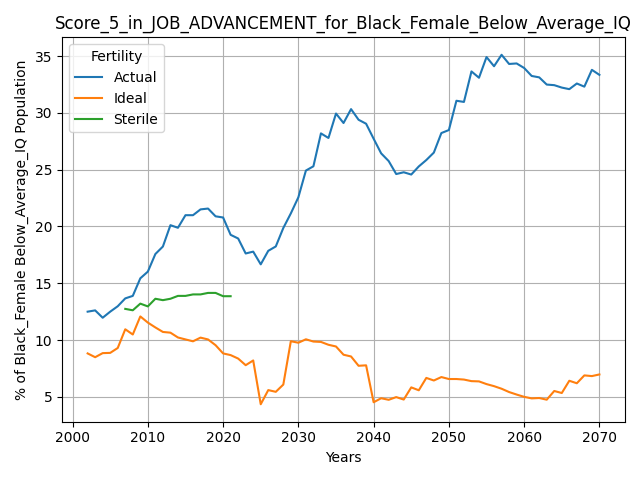 Score_5_in_JOB_ADVANCEMENT_for_Black_Female_Below_Average_IQ
Fertility
Actual
Ideal
Sterile
% of Black_Female Below_Average_IQ Population
35
30
25
20
15
10
5
2000 2010 2020 2030 2040 2050 2060 2070
Years